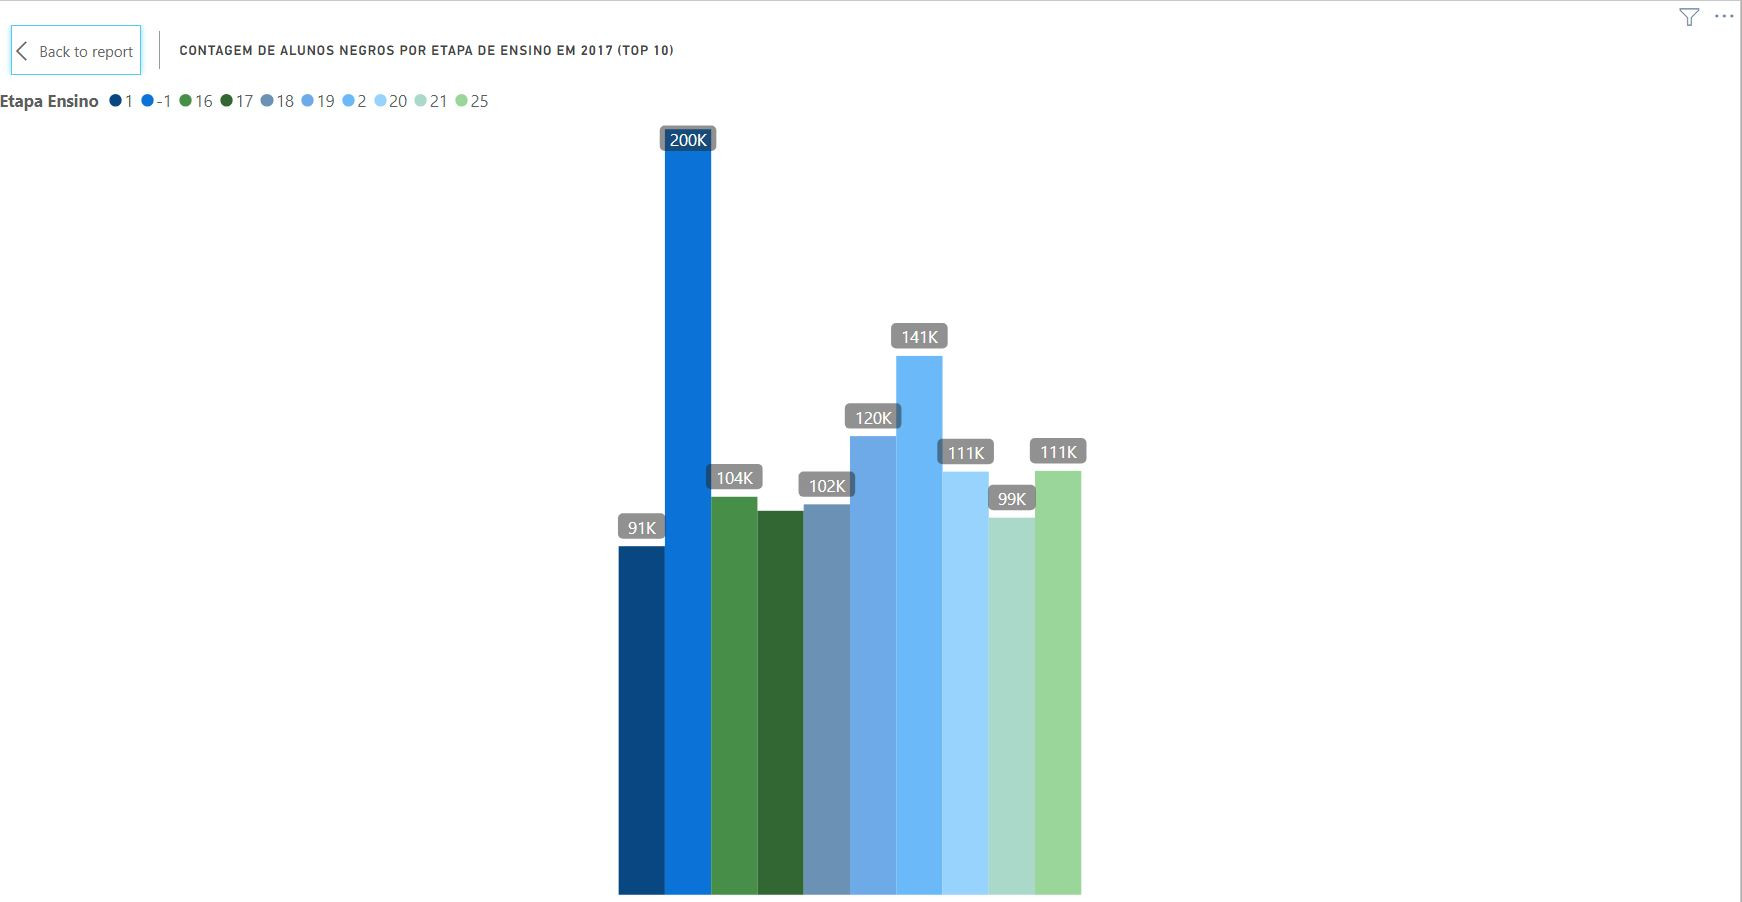 Back to report
CONTAGEM DE ALUNOS NEGROS POR ETAPA DE ENSINO EM 2017 (TOP 10)
Etapa Ensino 1 -1 16 17 18 19 2 20 21 25
200K
141K
120K
111K
111K
104K
102K
99K
91K